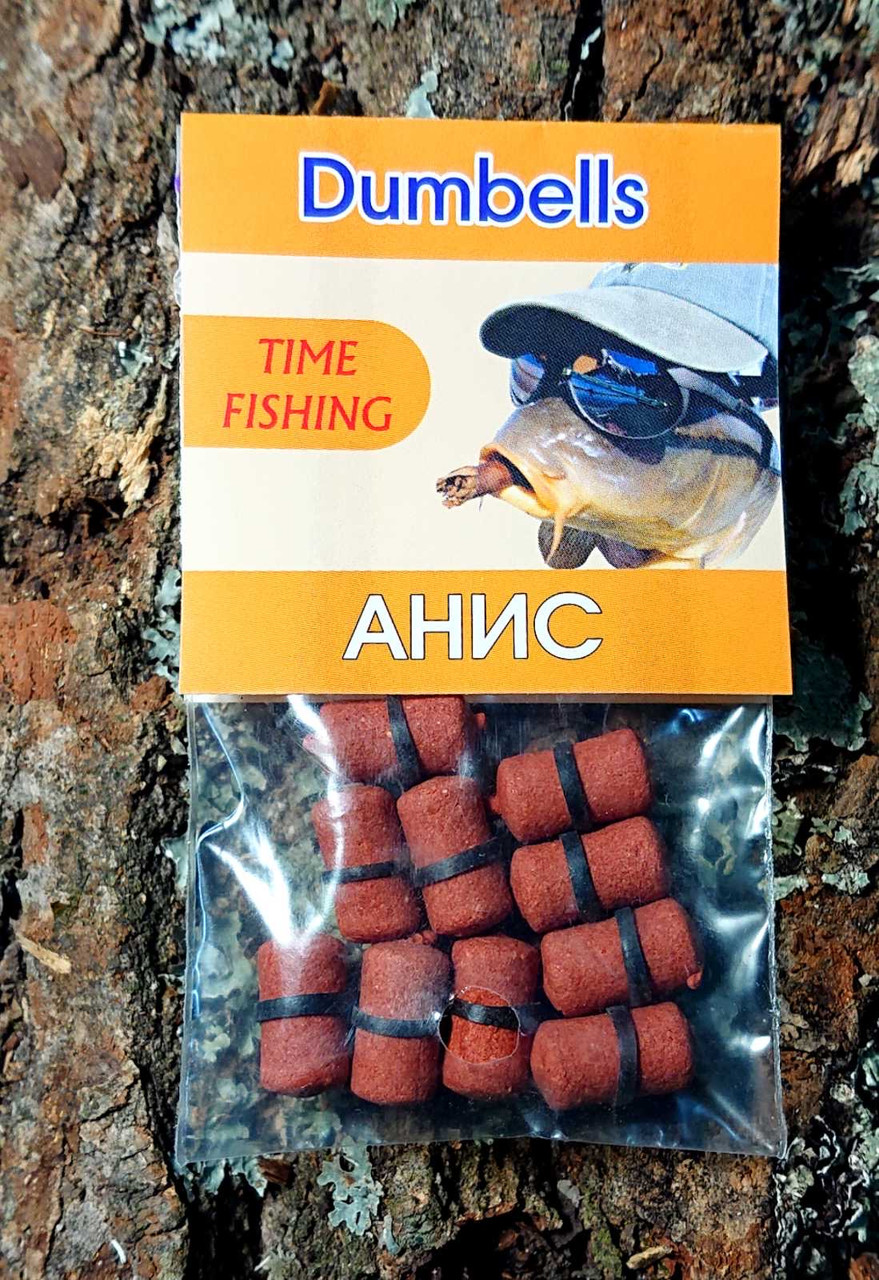 Dumbells
TIME
FISHING
АНИС